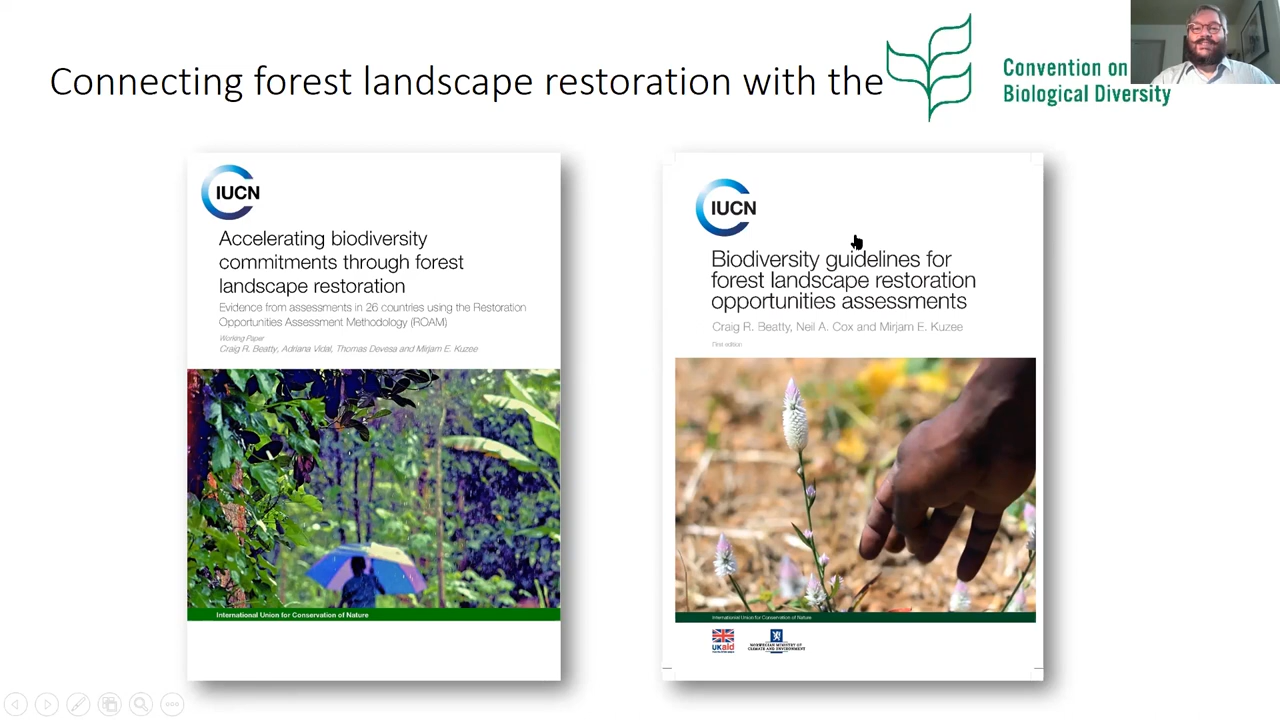 Connecting forest landscape restoration with the
Convention on
Biological Diversity
IUCN
Accelerating biodiversity
commitments through forest
landscape restoration
Evidence from assessments in 26 countries using the Restoration
Opportunities Assessment Methodology (ROAM)
Working Paper
Craig R. Beatty, Adriana Vidal, Thomas Devesa and Mirjam E. Kuzee
International Union for Conservation of Nature
IUCN
Biodiversity guidelines for
forest landscape restoration
opportunities assessments
Craig R. Beatty, Neil A. Cox and Mirjam E. Kuzee
First edition
International Union for Conservation of Nature
UKaid
NORWEGIAN MINISTRY OF
CLIMATE AND ENVIRONMENT